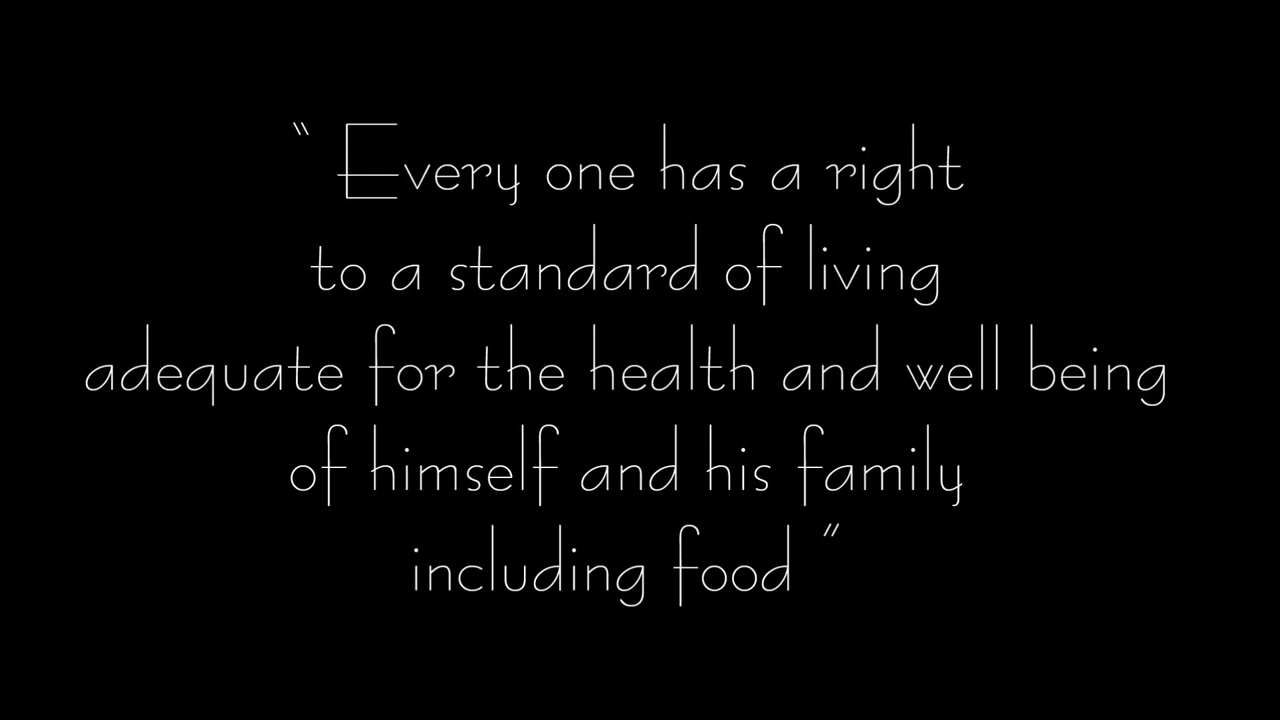 “ Every one has a right
to a standard of living
adequate for the health and well being
of himself and his family
including food ”